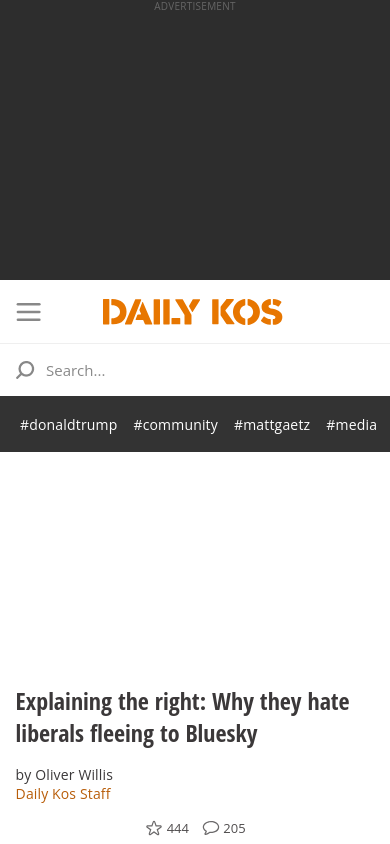 ADVERTISEMENT
DAILY KOS
Search...
#donaldtrump #community #mattgaetz #media
Explaining the right: Why they hate
liberals fleeing to Bluesky
by Oliver Willis
Daily Kos Staff
444 205